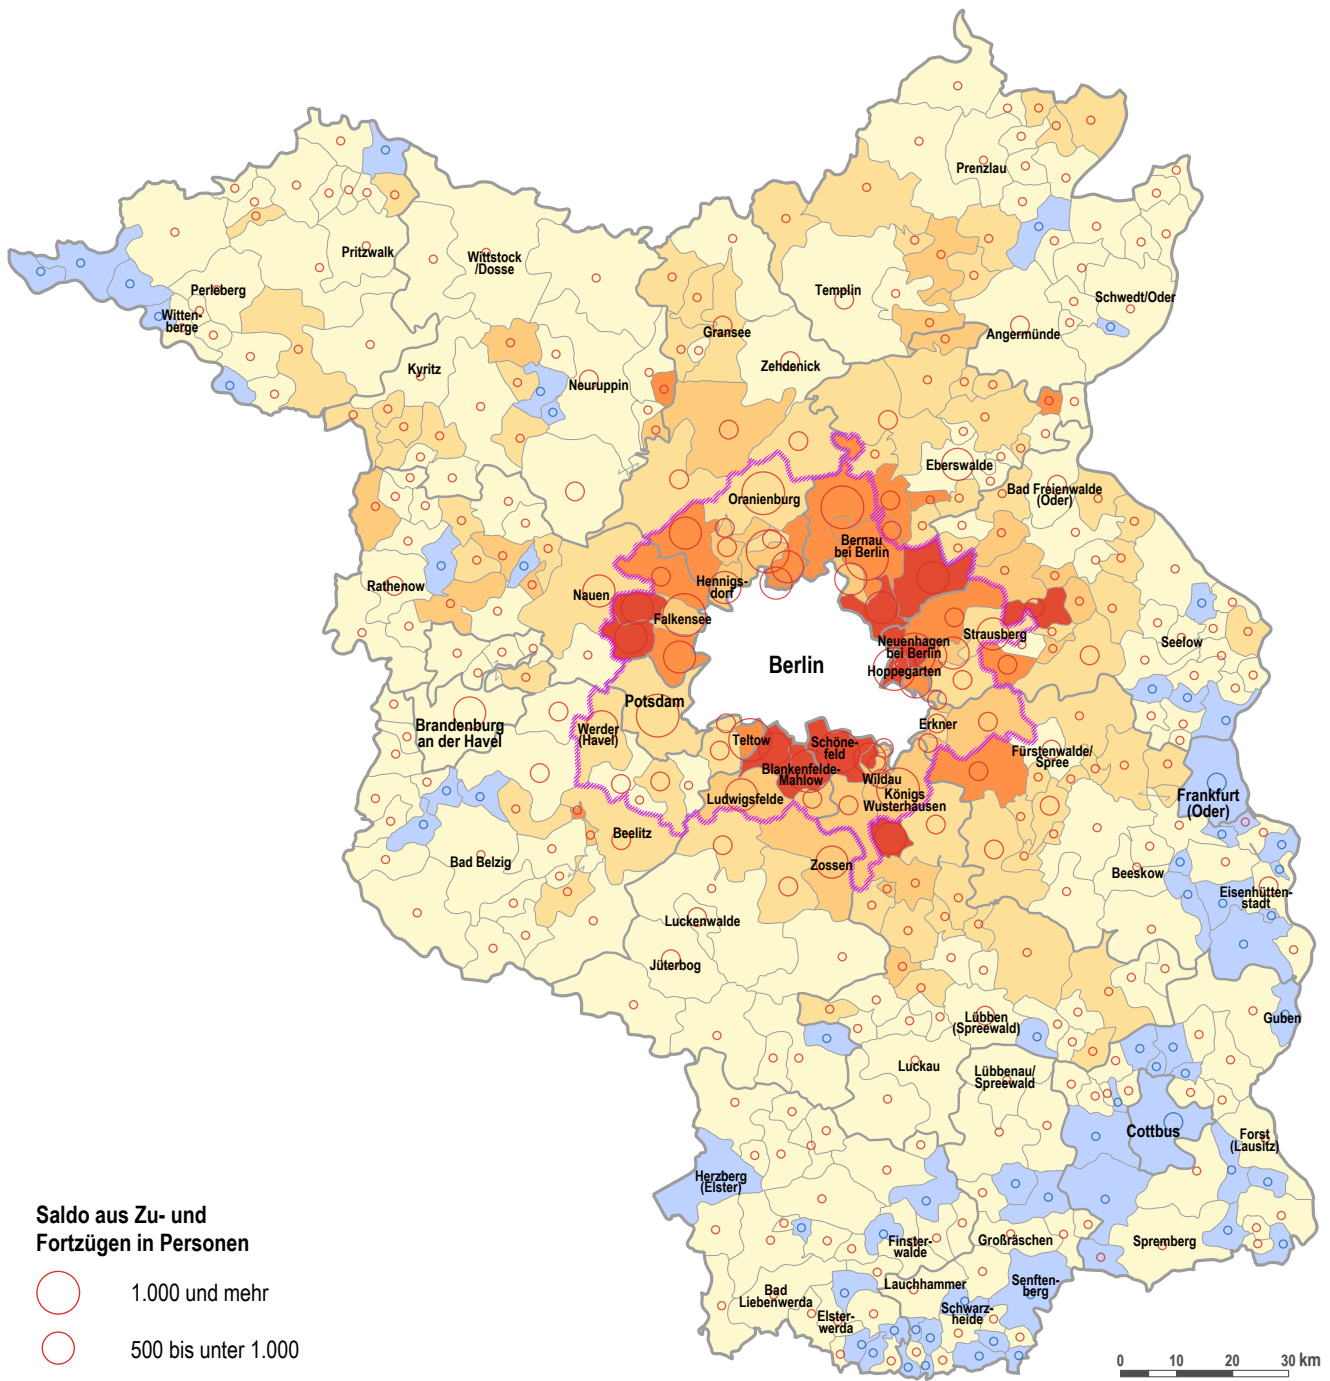 Prenzlau
Pritzwalk
Wittstock
/Dosse
Perleberg
Templin
Schwedt/Oder
Witten-
berge
Gransee
Angermünde
Kyritz
Zehdenick
Neuruppin
Eberswalde
Oranienburg
Bad Freienwalde
(Oder)
Bernau
bei Berlin
Rathenow
Nauen
Hennigs-
dorf
Falkensee
Strausberg
Neuenhagen
bei Berlin
Seelow
Berlin
Hoppegarten
Potsdam
Brandenburg
an der Havel
Werder
(Havel)
Erkner
Teltow
Schöne-
feld
Fürstenwalde/
Spree
Blankenfelde-
Mahlow
Wildau
Ludwigsfelde
Königs
Wusterhausen
Frankfurt
(Oder)
Beelitz
Bad Belzig
Zossen
Beeskow
Eisenhütten-
stadt
Luckenwalde
Jüterbog
Lübben
(Spreewald)
Guben
Luckau
Lübbenau/
Spreewald
Cottbus
Forst
(Lausitz)
Herzberg
(Elster)
Finster-
walde
Großräschen
Spremberg
Bad
Liebenwerda
Lauchhammer
Senften-
berg
Elster-
werda
Schwarz-
heide
Saldo aus Zu- und
Fortzügen in Personen
1.000 und mehr
500 bis unter 1.000
0 10 20 30 km